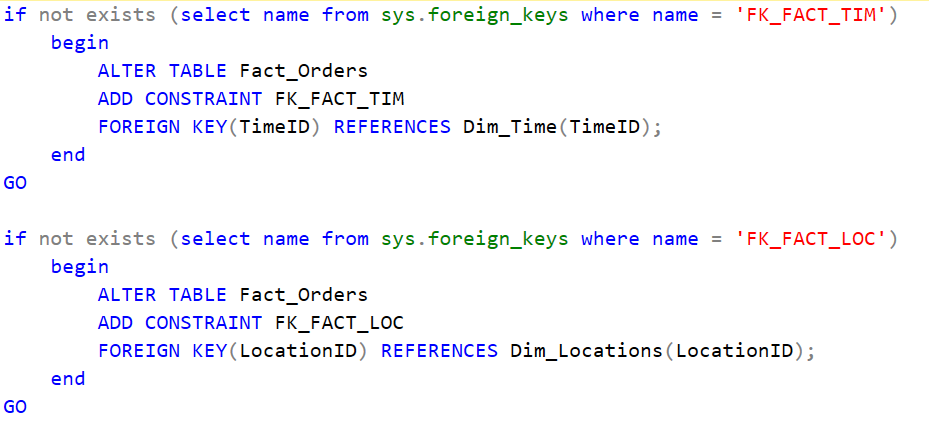 if not exists (select name from sys.foreign_keys where name = 'FK_FACT_TIM')
begin
ALTER TABLE Fact_Orders
ADD CONSTRAINT FK_FACT_TIM
FOREIGN KEY(TimeID) REFERENCES Dim_Time(TimeID);
end
GO
if not exists (select name from sys.foreign_keys where name = 'FK_FACT_LOC')
begin
ALTER TABLE Fact_Orders
ADD CONSTRAINT FK_FACT_LOC
FOREIGN KEY(LocationID) REFERENCES Dim_Locations(LocationID);
end
GO